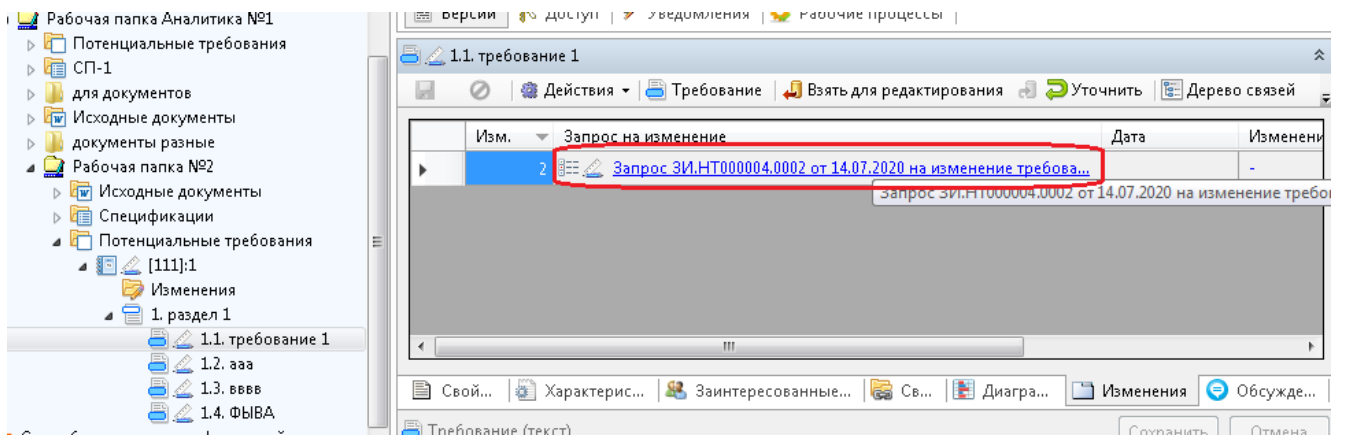 Рабочая папка Аналитика №1
Потенциальные требования
СП-1
для документов
Исходные документы
документы разные
Рабочая папка №2
Исходные документы
Спецификации
Потенциальные требования
[111]:1
Изменения
1. раздел 1
1.1. требование 1
1.2. ааа
1.3. вввв
1.4. ФЫВА
Версии Доступ Уведомления Рабочие процессы
1.1. требование 1
Действия Требование Взять для редактирования Уточнить Дерево связей
Изм. Запрос на изменение Дата Изменени
2 Запрос ЗИ.НТ000004.0002 от 14.07.2020 на изменение требова... -
Запрос ЗИ.НТ000004.0002 от 14.07.2020 на изменение требо
Свой... Характерис... Заинтересованные... Св... Диагра... Изменения Обсужде...
Требование (текст) Сохранить Отмена